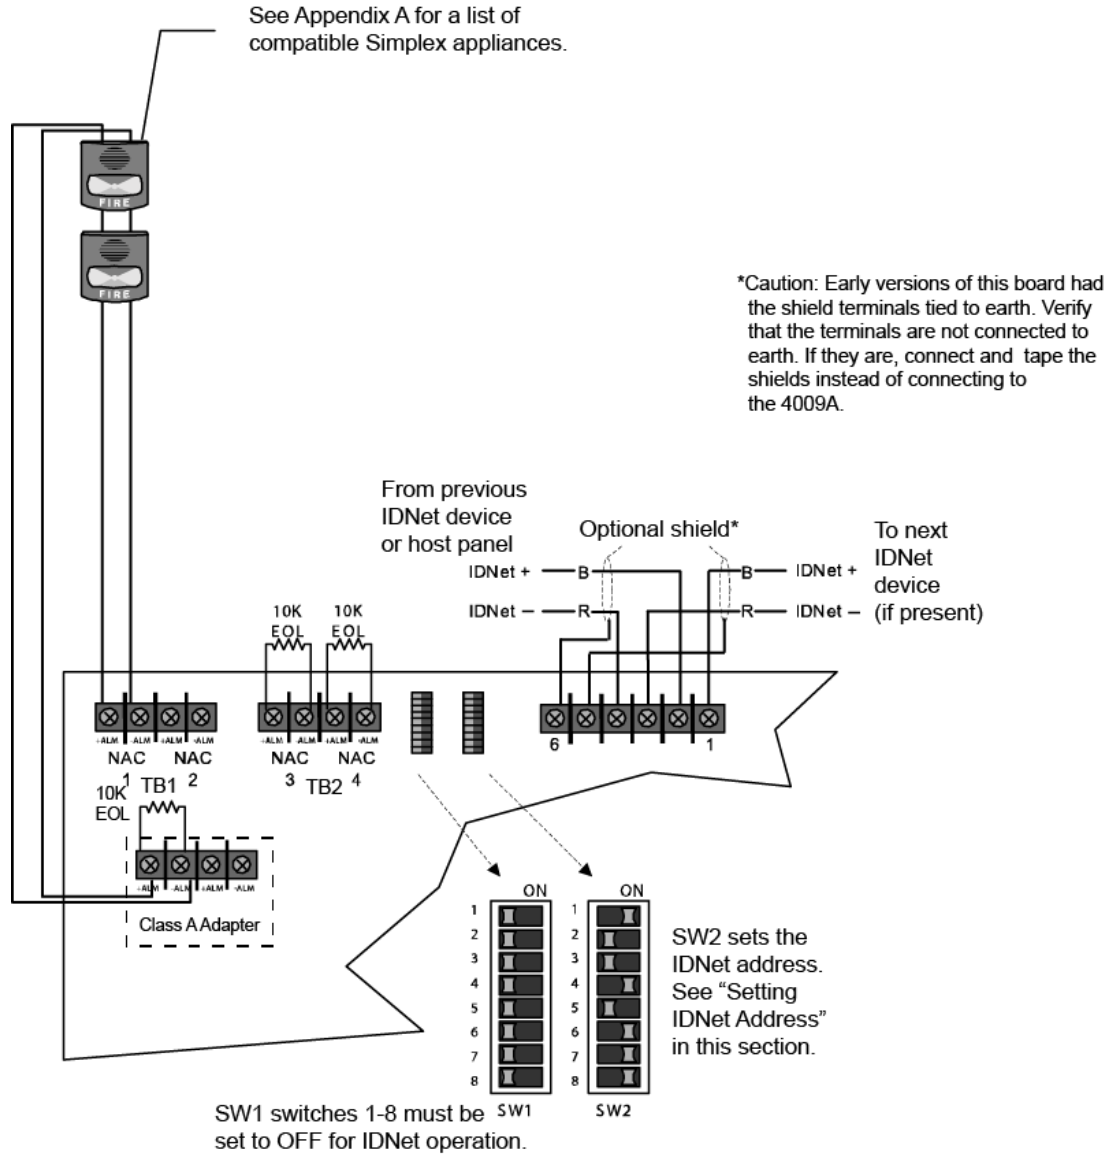 See Appendix A for a list of
compatible Simplex appliances.
FIRE
FIRE
*Caution: Early versions of this board had
the shield terminals tied to earth. Verify
that the terminals are not connected to
earth. If they are, connect and tape the
shields instead of connecting to
the 4009A.
From previous
IDNet device
or host panel
Optional shield*
To next
IDNet
device
(if present)
IDNet + B
B IDNet +
IDNet – R
R IDNet –
10K
EOL
10K
EOL
+ALM -ALM +ALM -ALM
NAC
1
NAC
2
TB1
+ALM -ALM +ALM -ALM
NAC
3
NAC
4
TB2
6 1
10K
EOL
+ALM -ALM +ALM -ALM
Class A Adapter
ON
1
2
3
4
5
6
7
8
SW1
ON
1
2
3
4
5
6
7
8
SW2
SW2 sets the
IDNet address.
See “Setting
IDNet Address”
in this section.
SW1 switches 1-8 must be
set to OFF for IDNet operation.